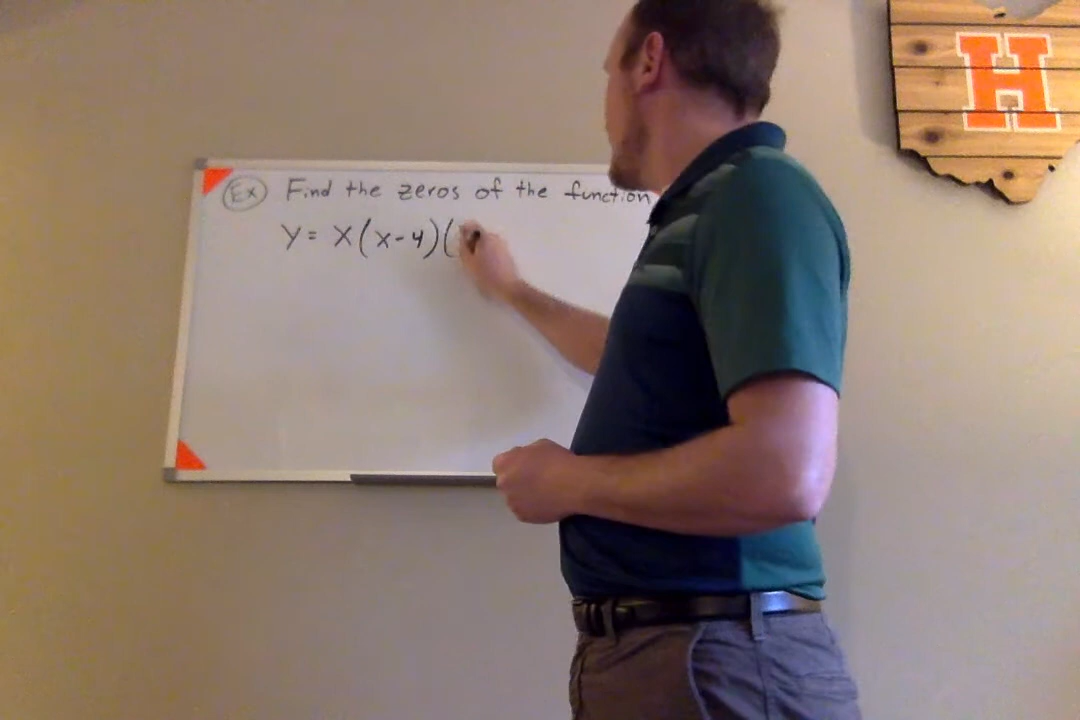 Ex Find the zeros of the function
y = x(x-4)(
H